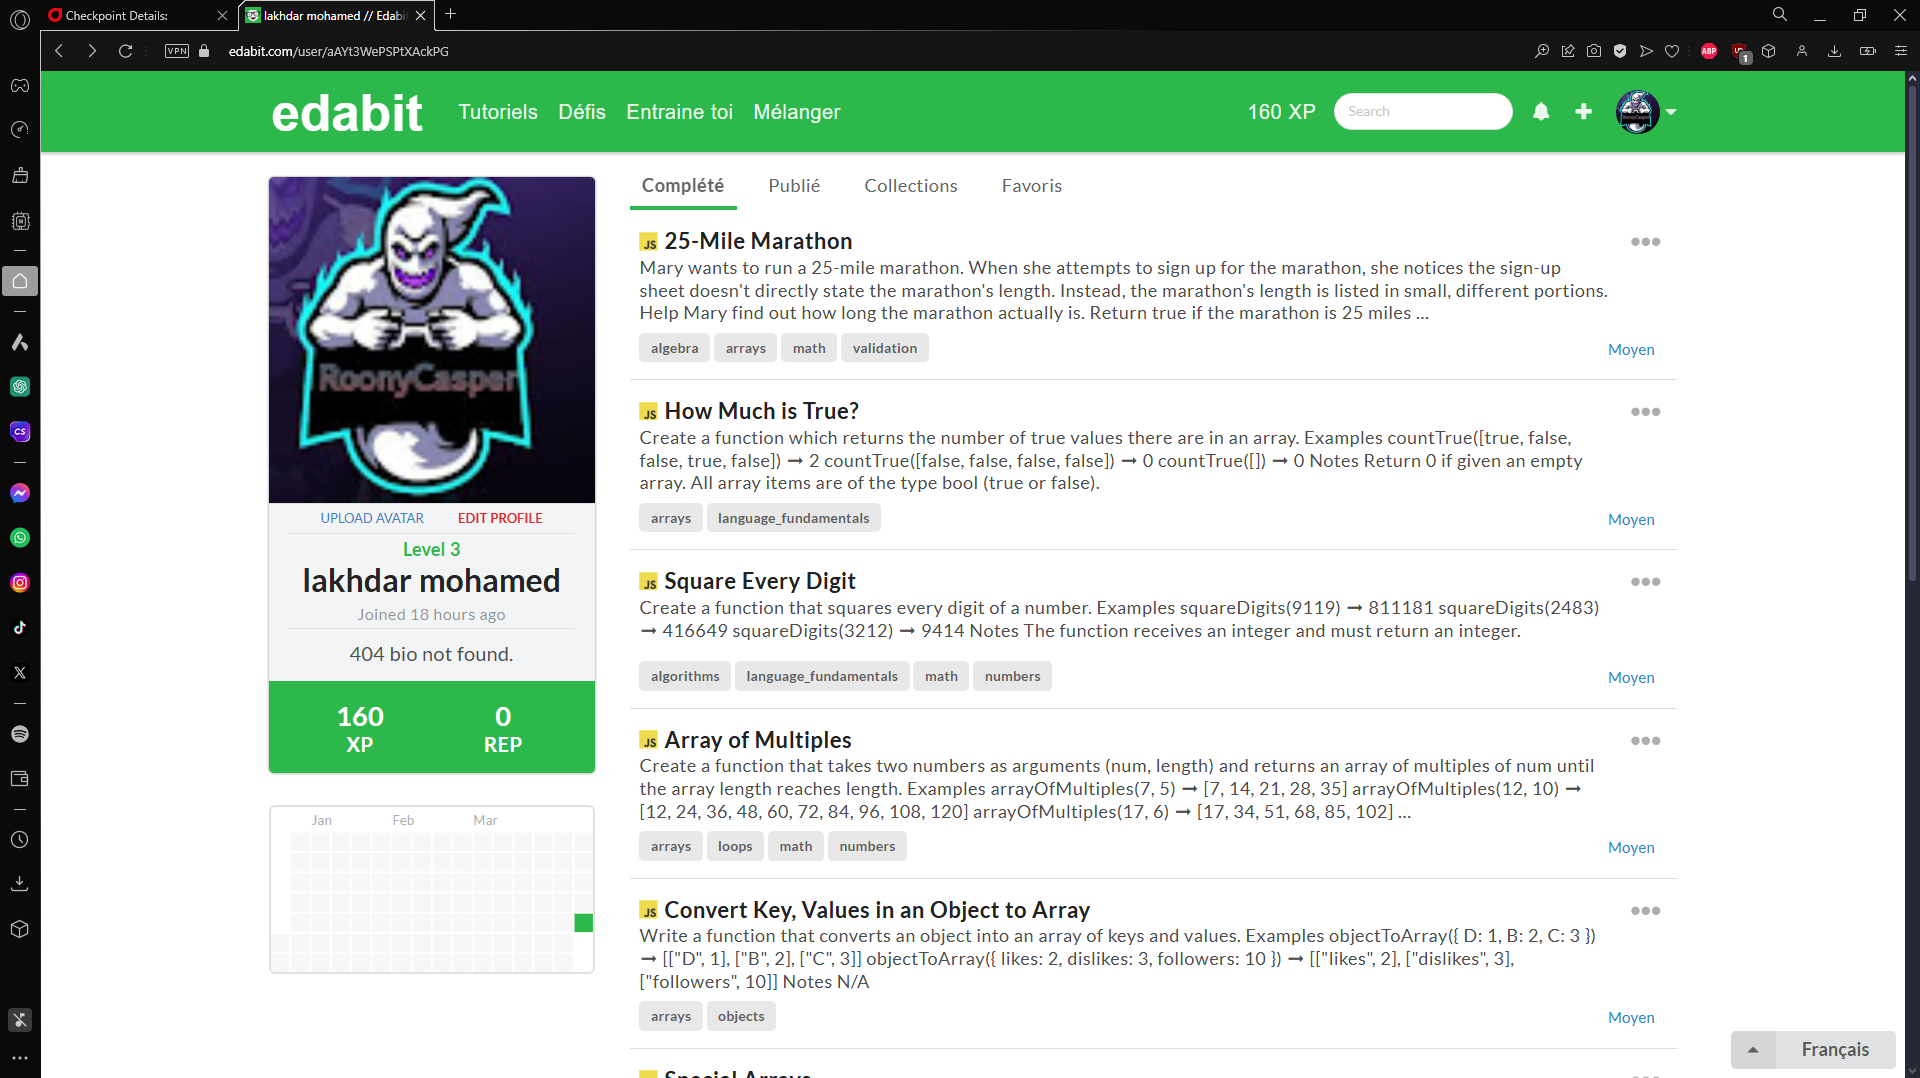 Checkpoint Details:
lakhdar mohamed // Edabi
VPN
edabit.com/user/aAYt3WePSPtXAckPG
ABP
1
edabit
Tutoriels
Défis
Entraine toi
Mélanger
160 XP
Search
RoonyCasper
UPLOAD AVATAR
EDIT PROFILE
Level 3
lakhdar mohamed
Joined 18 hours ago
404 bio not found.
160
XP
0
REP
Jan
Feb
Mar
Complété
Publié
Collections
Favoris
JS 25-Mile Marathon
Mary wants to run a 25-mile marathon. When she attempts to sign up for the marathon, she notices the sign-up
sheet doesn't directly state the marathon's length. Instead, the marathon's length is listed in small, different portions.
Help Mary find out how long the marathon actually is. Return true if the marathon is 25 miles ...
algebra
arrays
math
validation
Moyen
JS How Much is True?
Create a function which returns the number of true values there are in an array. Examples countTrue([true, false,
false, true, false]) ➞ 2 countTrue([false, false, false, false]) ➞ 0 countTrue([]) ➞ 0 Notes Return 0 if given an empty
array. All array items are of the type bool (true or false).
arrays
language_fundamentals
Moyen
JS Square Every Digit
Create a function that squares every digit of a number. Examples squareDigits(9119) ➞ 811181 squareDigits(2483)
➞ 416649 squareDigits(3212) ➞ 9414 Notes The function receives an integer and must return an integer.
algorithms
language_fundamentals
math
numbers
Moyen
JS Array of Multiples
Create a function that takes two numbers as arguments (num, length) and returns an array of multiples of num until
the array length reaches length. Examples arrayOfMultiples(7, 5) ➞ [7, 14, 21, 28, 35] arrayOfMultiples(12, 10) ➞
[12, 24, 36, 48, 60, 72, 84, 96, 108, 120] arrayOfMultiples(17, 6) ➞ [17, 34, 51, 68, 85, 102] ...
arrays
loops
math
numbers
Moyen
JS Convert Key, Values in an Object to Array
Write a function that converts an object into an array of keys and values. Examples objectToArray({ D: 1, B: 2, C: 3 })
➞ [["D", 1], ["B", 2], ["C", 3]] objectToArray({ likes: 2, dislikes: 3, followers: 10 }) ➞ [["likes", 2], ["dislikes", 3],
["followers", 10]] Notes N/A
arrays
objects
Moyen
Special Arrays
Français
CS